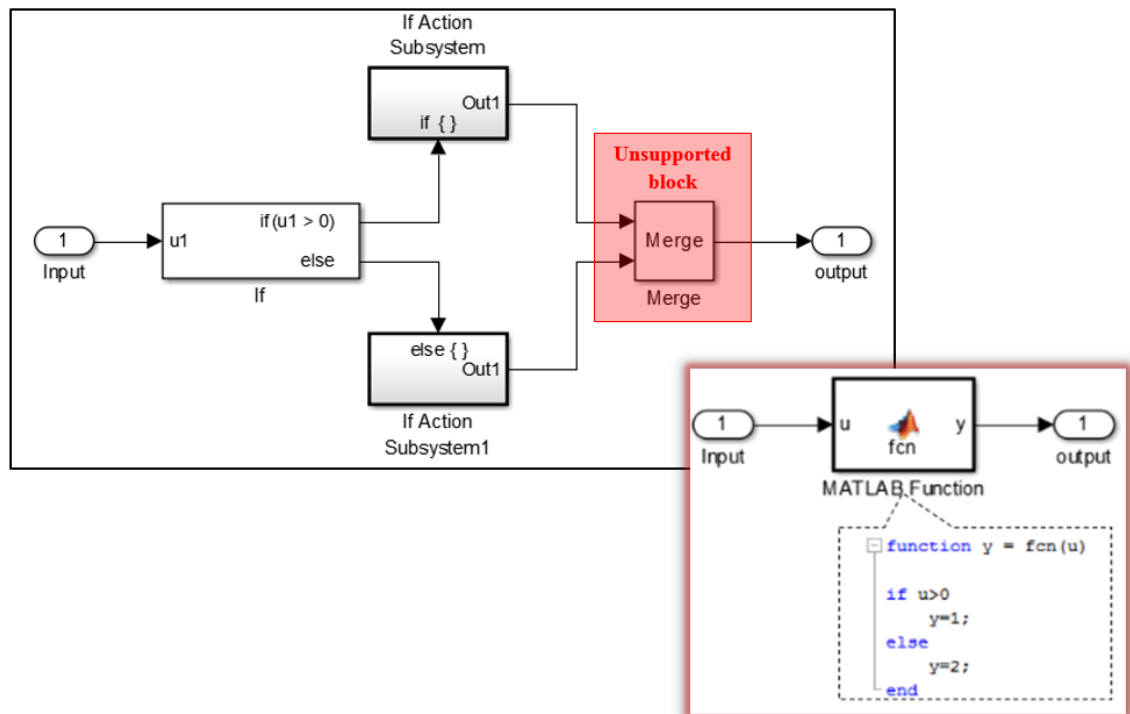 If Action
Subsystem
Out1
if { }
Unsupported
block
1
Input
u1
if(u1 > 0)
else
If
Merge
Merge
1
output
else { }
Out1
If Action
Subsystem1
1
Input
u
fcn
y
MATLAB Function
1
output
function y = fcn(u)
if u>0
y=1;
else
y=2;
end